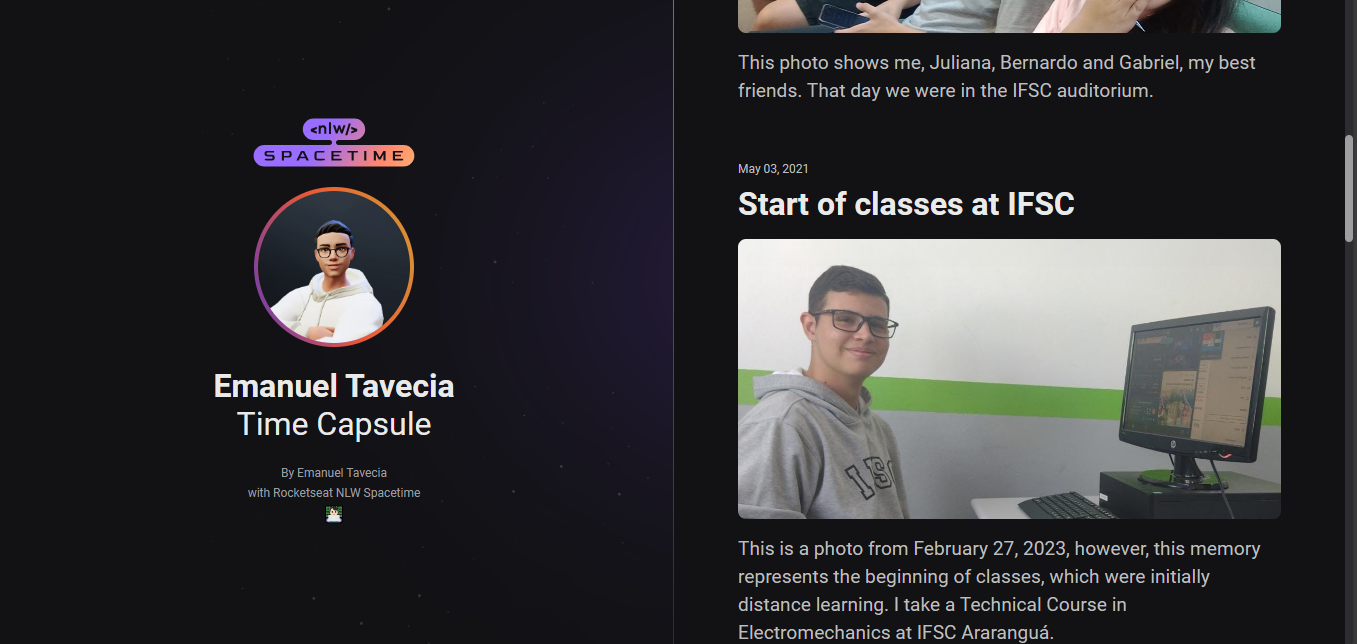 <nlw/>
SPACETIME
Emanuel Tavecia
Time Capsule
By Emanuel Tavecia
with Rocketseat NLW Spacetime
This photo shows me, Juliana, Bernardo and Gabriel, my best
friends. That day we were in the IFSC auditorium.
May 03, 2021
Start of classes at IFSC
This is a photo from February 27, 2023, however, this memory
represents the beginning of classes, which were initially
distance learning. I take a Technical Course in
Electromechanics at IFSC Araranguá.